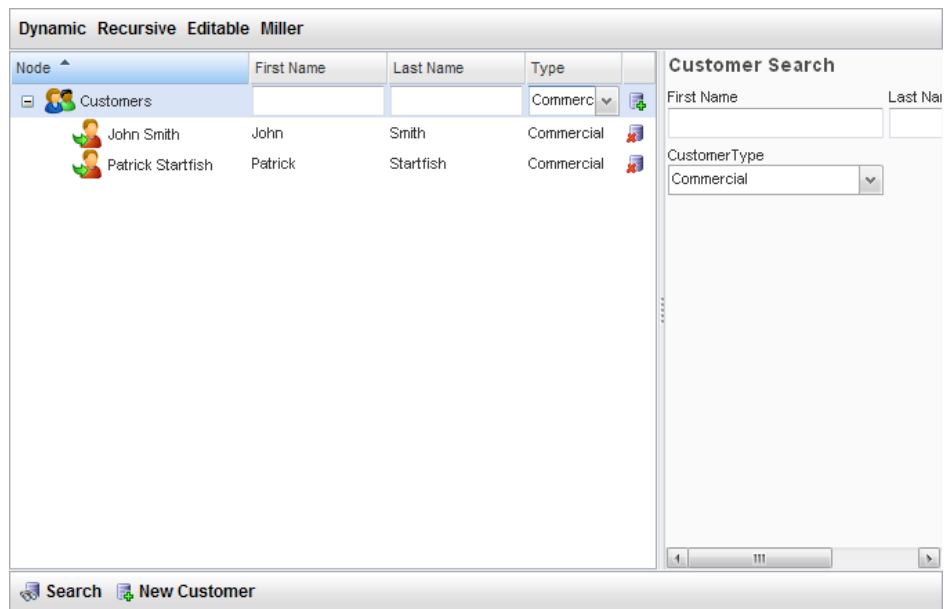 Dynamic Recursive Editable Miller
Node First Name Last Name Type
Customers Commerc
John Smith John Smith Commercial
Patrick Startfish Patrick Startfish Commercial
Customer Search
First Name Last Nar
CustomerType
Commercial
Search New Customer